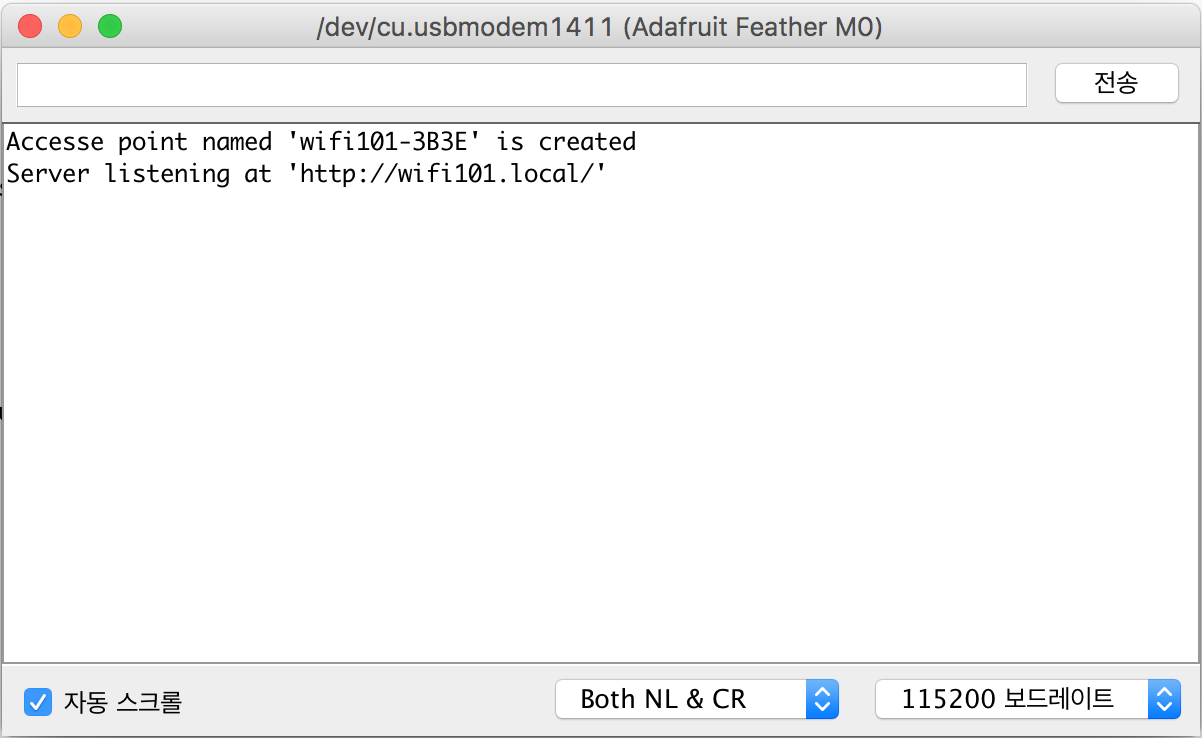 /dev/cu.usbmodem1411 (Adafruit Feather M0)
전송
Accesse point named 'wifi101-3B3E' is created
Server listening at 'http://wifi101.local/'
자동 스크롤
Both NL & CR
115200 보드레이트